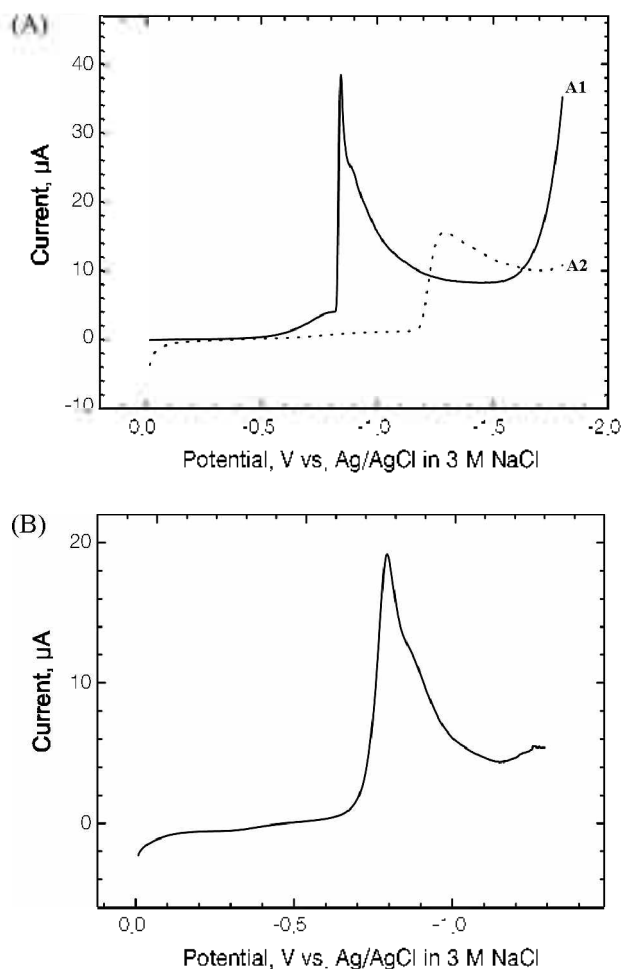 (A)
40
30
20
10
0
-10
Current, µA
A1
A2
0.0
-0.5
-1.0
-1.5
-2.0
Potential, V vs, Ag/AgCl in 3 M NaCl
(B)
20
10
0
Current, µA
0.0
-0.5
-1.0
Potential, V vs, Ag/AgCl in 3 M NaCl